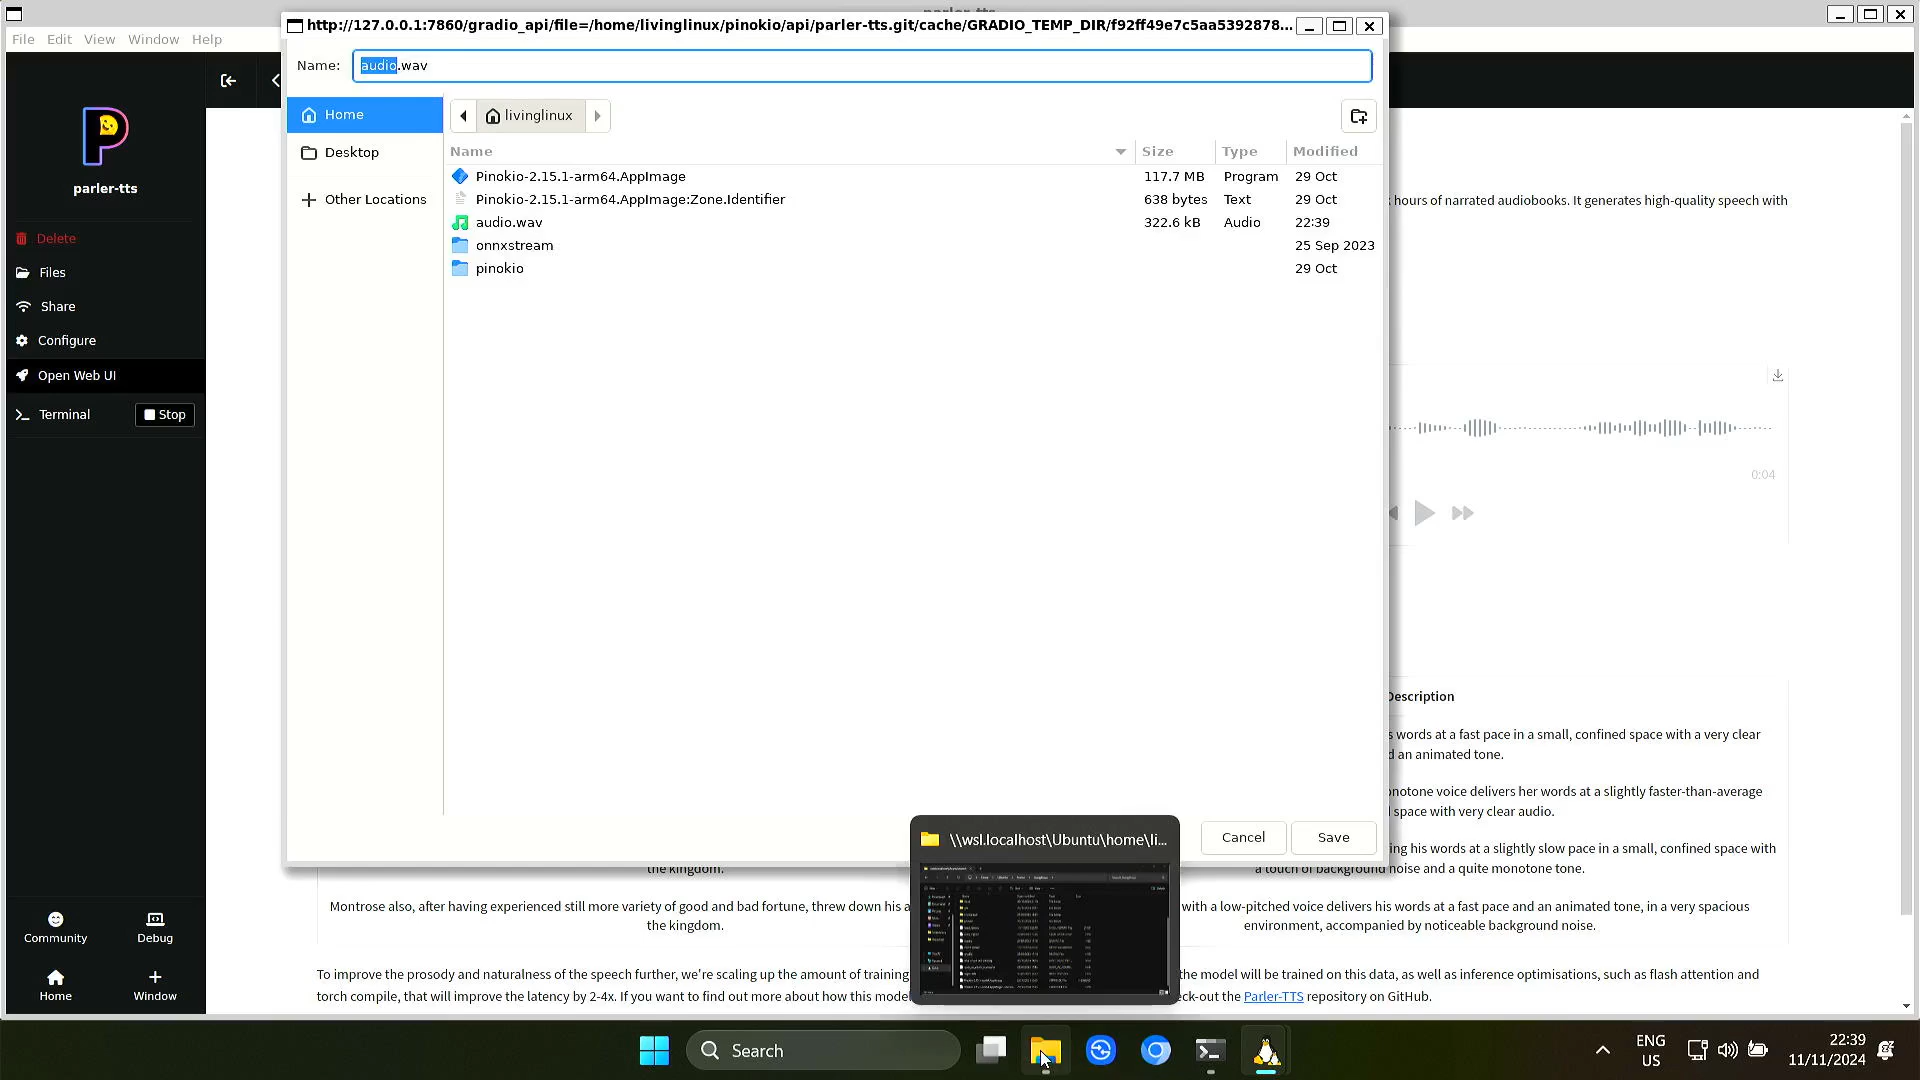 parler-tts
File Edit View Window Help
http://127.0.0.1:7860/gradio_api/file=/home/livinglinux/pinokio/api/parler-tts.git/cache/GRADIO_TEMP_DIR/f92ff49e7c5aa5392878...
Name: audio.wav
Home
Desktop
Other Locations
livinglinux
Name Size Type Modified
Pinokio-2.15.1-arm64.AppImage 117.7 MB Program 29 Oct
Pinokio-2.15.1-arm64.AppImage:Zone.Identifier 638 bytes Text 29 Oct
audio.wav 322.6 kB Audio 22:39
onnxstream 25 Sep 2023
pinokio 29 Oct
Cancel Save
parler-tts
Delete
Files
Share
Configure
Open Web UI
Terminal Stop
Community Debug
Home Window
hours of narrated audiobooks. It generates high-quality speech with
0:04
Description
s words at a fast pace in a small, confined space with a very clear
d an animated tone.
onotone voice delivers her words at a slightly faster-than-average
d space with very clear audio.
ing his words at a slightly slow pace in a small, confined space with
the kingdom. a touch of background noise and a quite monotone tone.
Montrose also, after having experienced still more variety of good and bad fortune, threw down his a
the kingdom.
with a low-pitched voice delivers his words at a fast pace and an animated tone, in a very spacious
environment, accompanied by noticeable background noise.
To improve the prosody and naturalness of the speech further, we're scaling up the amount of training the model will be trained on this data, as well as inference optimisations, such as flash attention and
torch compile, that will improve the latency by 2-4x. If you want to find out more about how this model eck-out the Parler-TTS repository on GitHub.
\\wsl.localhost\Ubuntu\home\li...
Search
ENG
US
22:39
11/11/2024